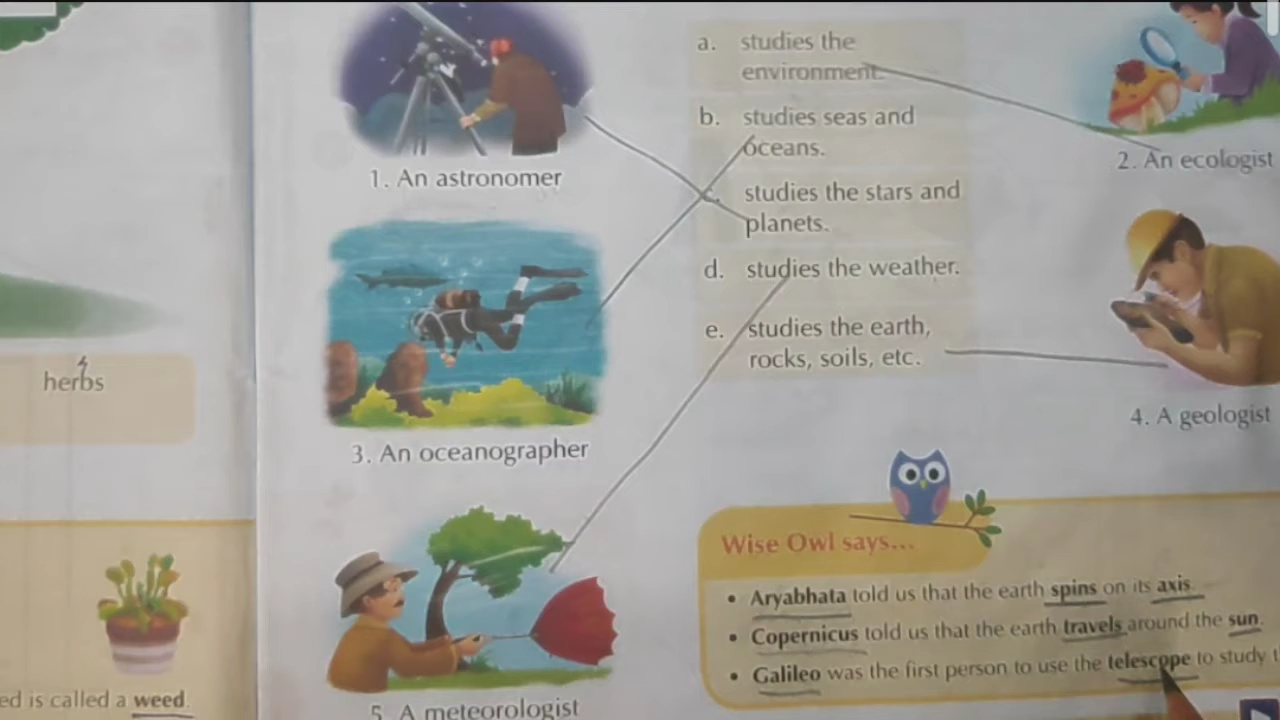 a. studies the
environment.
b. studies seas and
oceans.
1. An astronomer
2. An ecologist
c. studies the stars and
planets.
d. studies the weather.
e. studies the earth,
rocks, soils, etc.
herbs
4. A geologist
3. An oceanographer
Wise Owl says...
• Aryabhata told us that the earth spins on its axis.
• Copernicus told us that the earth travels around the sun.
• Galileo was the first person to use the telescope to study
ed is called a weed.
5. A meteorologist